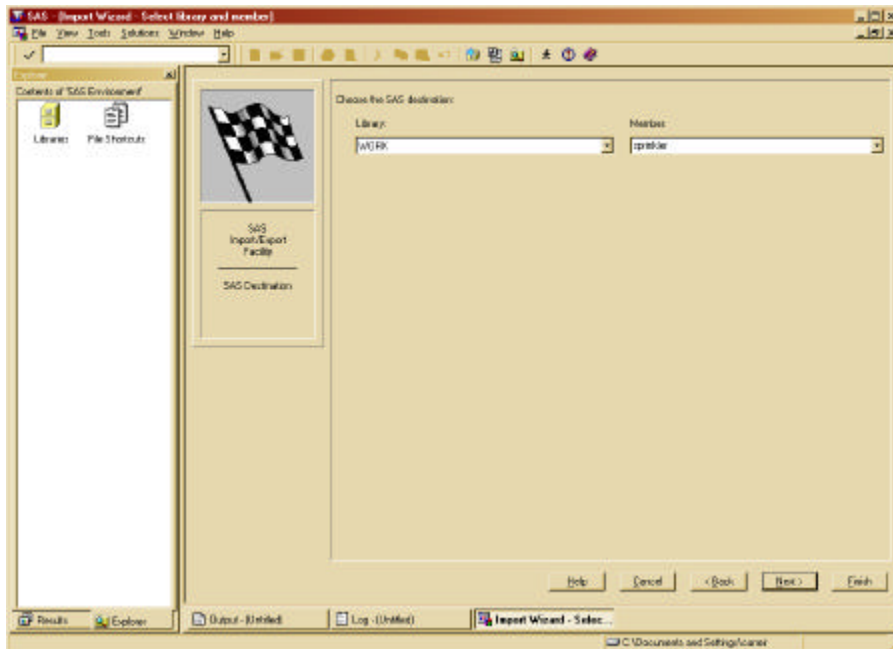 SAS - [Import Wizard - Select library and member]
File View Tools Solutions Window Help
Explorer
Contents of 'SAS Environment'
Libraries File Shortcuts
SAS
Import/Export
Facility
SAS Destination
Choose the SAS destination:
Library: Member:
WORK sprinkler
Help Cancel < Back Next > Finish
Results Explorer Output - (Untitled) Log - (Untitled) Import Wizard - Selec...
C:\Documents and Settings\